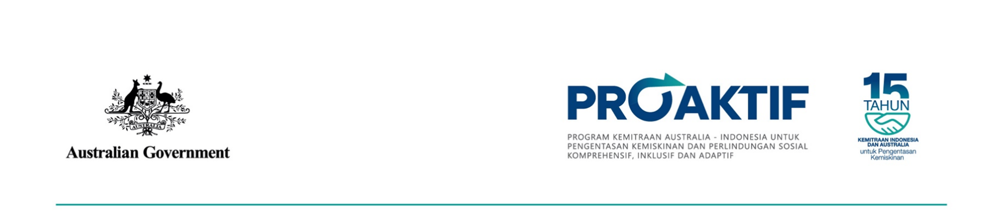 AUSTRALIA
Australian Government
PROAKTIF
PROGRAM KEMITRAAN AUSTRALIA - INDONESIA UNTUK
PENGENTASAN KEMISKINAN DAN PERLINDUNGAN SOSIAL
KOMPREHENSIF, INKLUSIF DAN ADAPTIF
15
TAHUN
KEMITRAAN INDONESIA
DAN AUSTRALIA
untuk Pengentasan
Kemiskinan